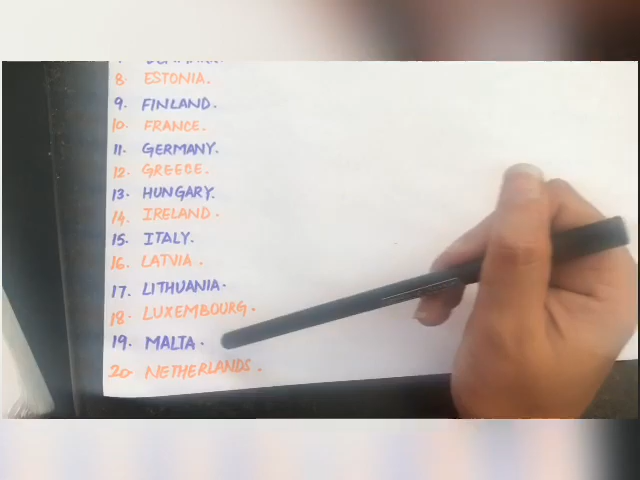 8. ESTONIA.
9. FINLAND.
10. FRANCE.
11. GERMANY.
12. GREECE.
13. HUNGARY.
14. IRELAND.
15. ITALY.
16. LATVIA.
17. LITHUANIA.
18. LUXEMBOURG.
19. MALTA.
20 NETHERLANDS.